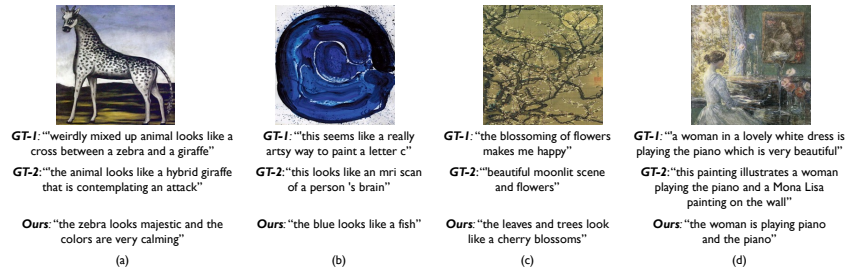 GT-1: "'weirdly mixed up animal looks like a
cross between a zebra and a giraffe"
GT-2:"'the animal looks like a hybrid giraffe
that is contemplating an attack"
Ours: "the zebra looks majestic and the
colors are very calming"
(a)
GT-1: "'this seems like a really
artsy way to paint a letter c"
GT-2: "this looks like an mri scan
of a person 's brain"
Ours: "the blue looks like a fish"
(b)
GT-1: "the blossoming of flowers
makes me happy"
GT-2: "'beautiful moonlit scene
and flowers"
Ours: "the leaves and trees look
like a cherry blossoms"
(c)
GT-1: "'a woman in a lovely white dress is
playing the piano which is very beautiful"
GT-2: "this painting illustrates a woman
playing the piano and a Mona Lisa
painting on the wall"
Ours: "the woman is playing piano
and the piano"
(d)